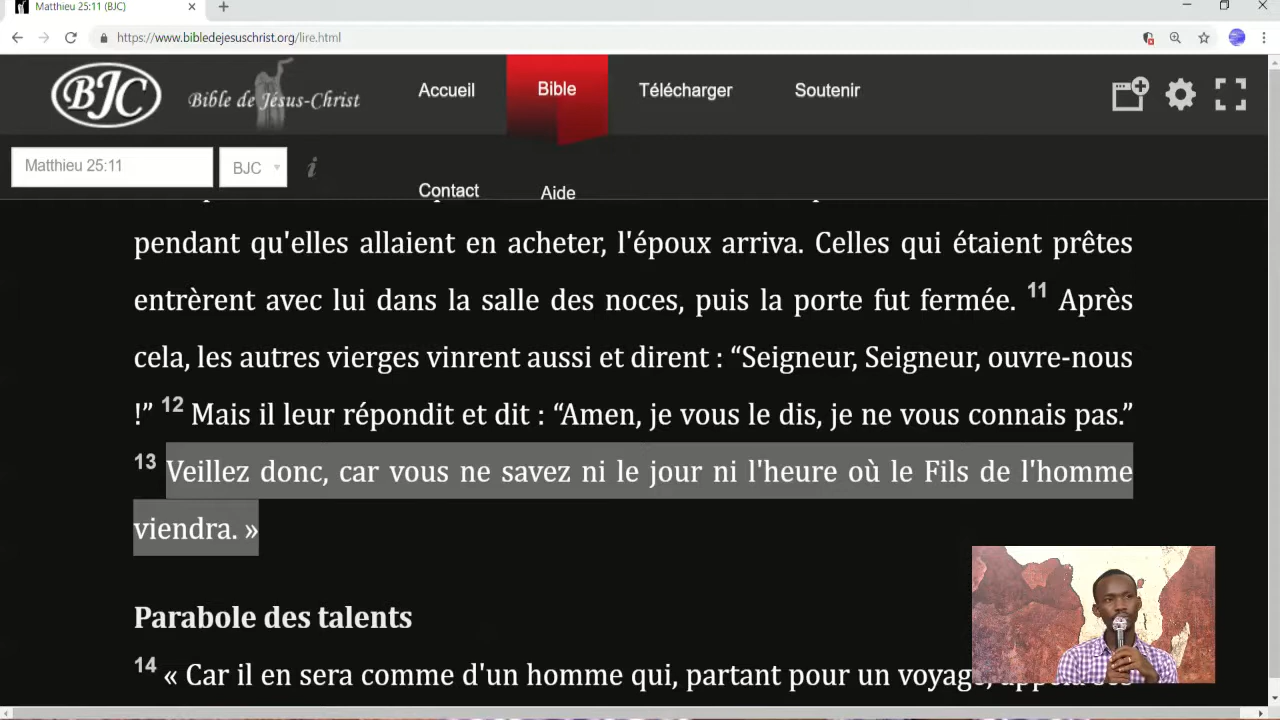 Matthieu 25:11 (BJC)
https://www.bibledejesuschrist.org/lire.html
BJC
Bible de Jésus-Christ
Accueil
Bible
Télécharger
Soutenir
Matthieu 25:11
BJC
i
Contact
Aide
pendant qu'elles allaient en acheter, l'époux arriva. Celles qui étaient prêtes
entrèrent avec lui dans la salle des noces, puis la porte fut fermée. 11 Après
cela, les autres vierges vinrent aussi et dirent : “Seigneur, Seigneur, ouvre-nous
!” 12 Mais il leur répondit et dit : “Amen, je vous le dis, je ne vous connais pas.”
13 Veillez donc, car vous ne savez ni le jour ni l'heure où le Fils de l'homme
viendra. »
Parabole des talents
14 « Car il en sera comme d'un homme qui, partant pour un voyage,